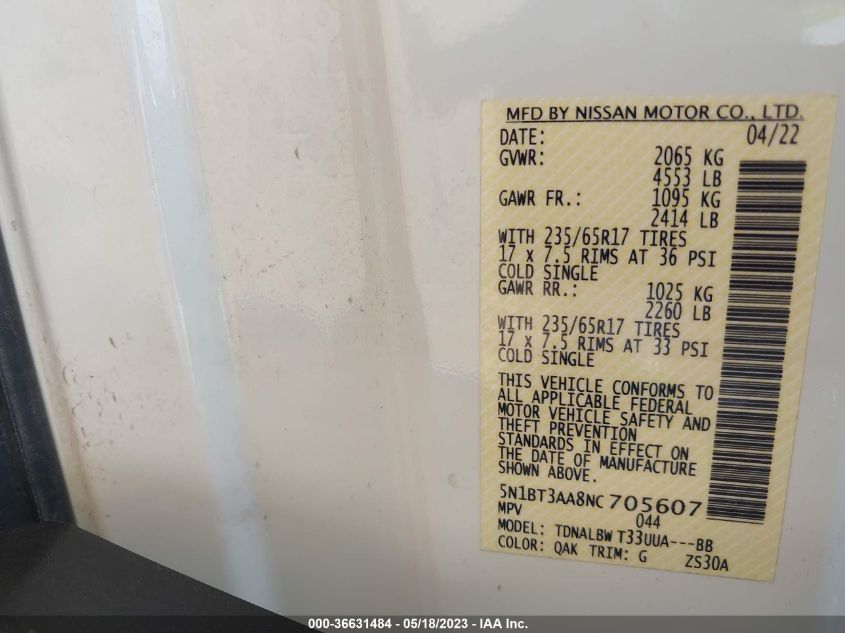 MFD BY NISSAN MOTOR CO., LTD.
DATE: 04/22
GVWR: 2065 KG
4553 LB
GAWR FR.: 1095 KG
2414 LB
WITH 235/65R17 TIRES
17 x 7.5 RIMS AT 36 PSI
COLD SINGLE
GAWR RR.: 1025 KG
2260 LB
WITH 235/65R17 TIRES
17 x 7.5 RIMS AT 33 PSI
COLD SINGLE
THIS VEHICLE CONFORMS TO
ALL APPLICABLE FEDERAL
MOTOR VEHICLE SAFETY AND
THEFT PREVENTION
STANDARDS IN EFFECT ON
THE DATE OF MANUFACTURE
SHOWN ABOVE.
5N1BT3AA8NC705607
MPV 044
MODEL: TDNALBW T33UUA---BB
COLOR: QAK TRIM: G ZS30A
000-36631484 - 05/18/2023 - IAA Inc.